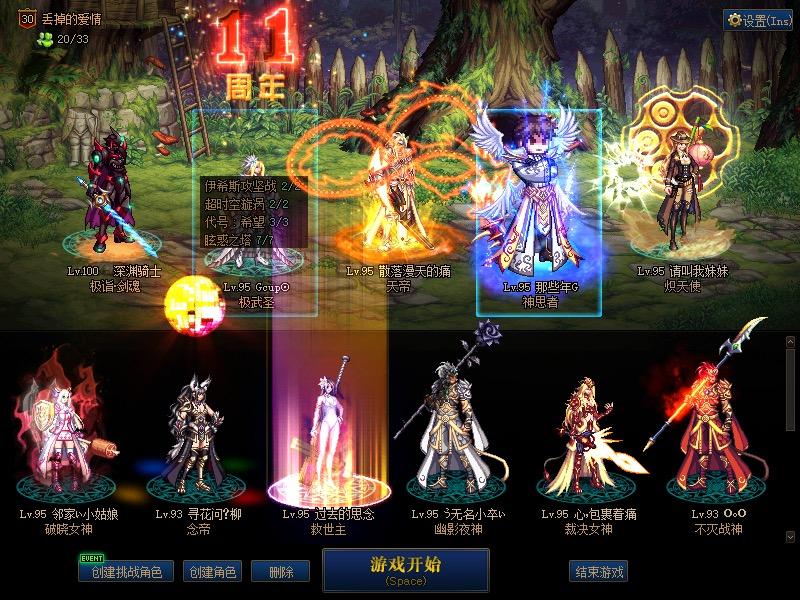 30 丢掉的爱情
设置(Ins)
20/33
11
周年
伊希斯攻坚战 2/2
超时空漩涡 2/2
代号：希望 3/3
眩惑之塔 7/7
Lv.100 深渊骑士
极诣·剑魂
Lv.95 Gcup⊙
极武圣
Lv.95 散落漫天的痛
天帝
Lv.95 那些年G
神思者
Lv.95 请叫我妹妹
炽天使
Lv.95 邻家ぃ小姑娘
破晓女神
Lv.93 寻花问?柳
念帝
Lv.95 过去的思念
救世主
Lv.95 ゔ无名小卒ぃ
幽影夜神
Lv.95 心っ包裹着痛
裁决女神
Lv.93 OₒO
不灭战神
EVENT
创建挑战角色
创建角色
删除
游戏开始
(Space)
结束游戏